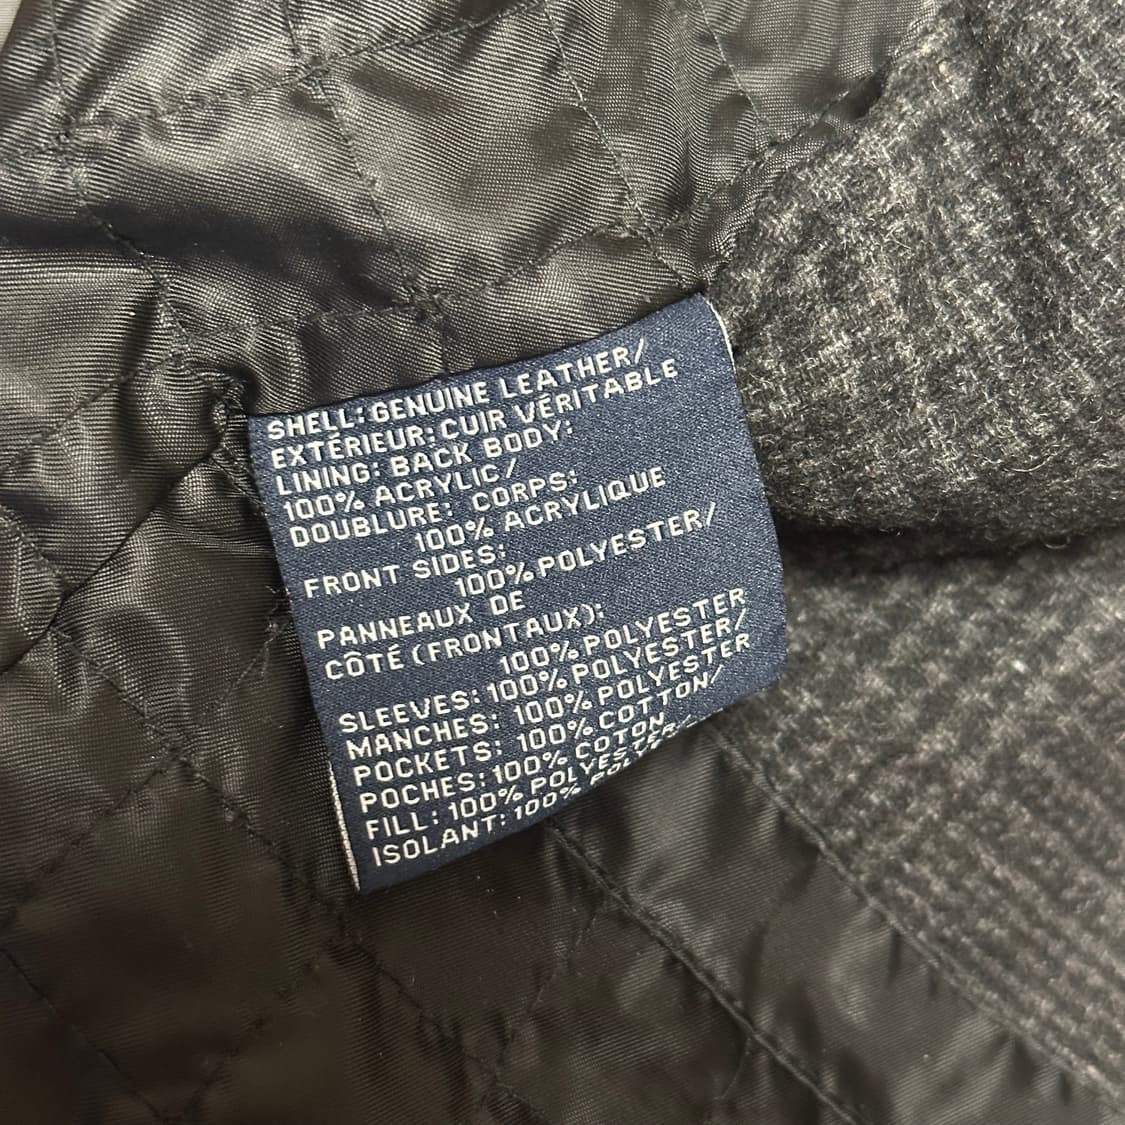 SHELL: GENUINE LEATHER/
EXTÉRIEUR: CUIR VÉRITABLE
LINING: BACK BODY:
100% ACRYLIC/
DOUBLURE: CORPS:
100% ACRYLIQUE
FRONT SIDES:
100% POLYESTER/
PANNEAUX DE
CÔTÉ (FRONTAUX):
100% POLYESTER
SLEEVES: 100% POLYESTER/
MANCHES: 100% POLYESTER
POCKETS: 100% COTTON/
POCHES: 100% COTON
FILL: 100% POLYESTER/
ISOLANT: 100%